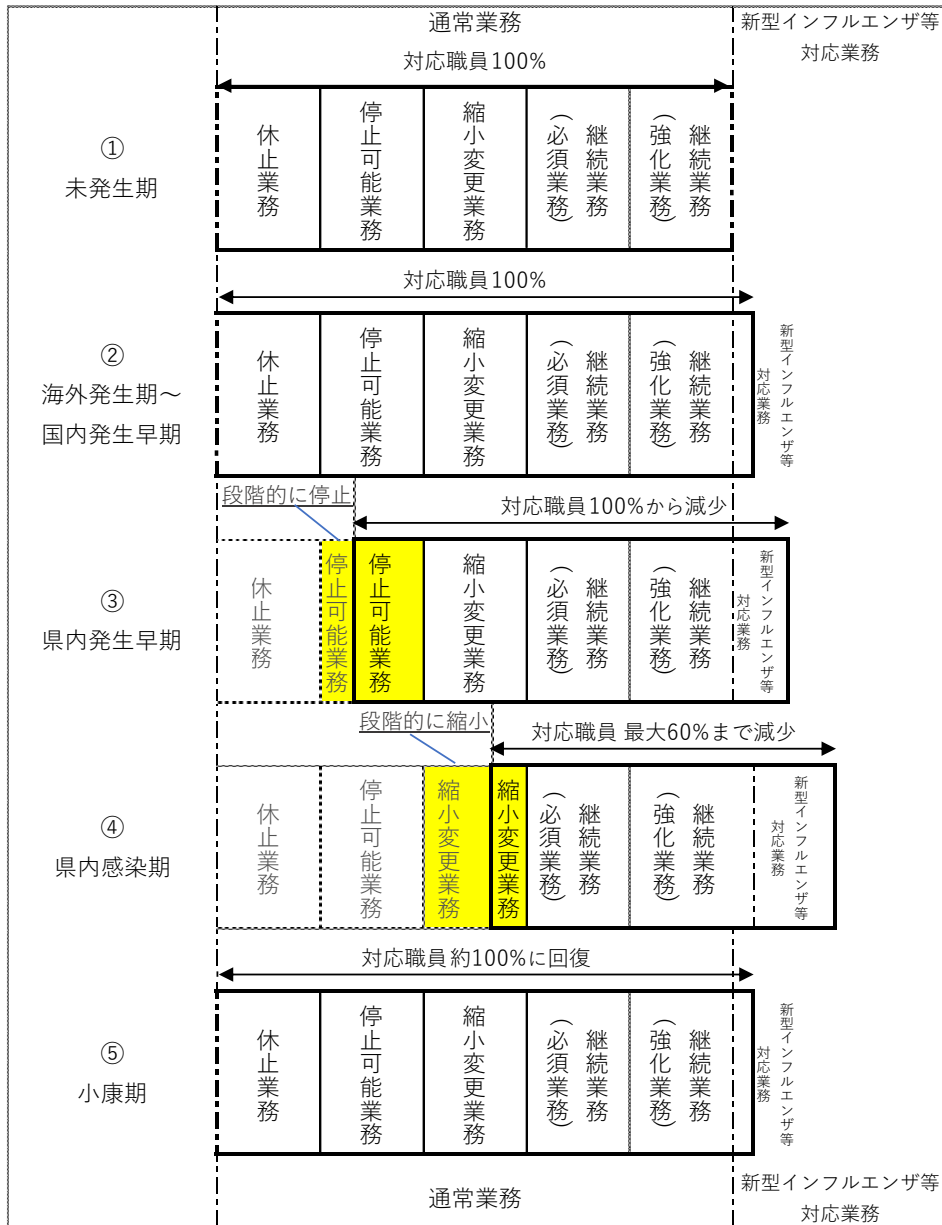 通常業務
新型インフルエンザ等
対応業務
対応職員100%
①
未発生期
休止業務
停止可能業務
縮小変更業務
継続業務
（必須業務）
継続業務
（強化業務）
対応職員100%
②
海外発生期～
国内発生早期
休止業務
停止可能業務
縮小変更業務
継続業務
（必須業務）
継続業務
（強化業務）
新型インフルエンザ等
対応業務
段階的に停止
対応職員100%から減少
③
県内発生早期
休止業務
停止可能業務
停止可能業務
縮小変更業務
継続業務
（必須業務）
継続業務
（強化業務）
新型インフルエンザ等
対応業務
段階的に縮小
対応職員 最大60%まで減少
④
県内感染期
休止業務
停止可能業務
縮小変更業務
縮小変更業務
継続業務
（必須業務）
継続業務
（強化業務）
新型インフルエンザ等
対応業務
対応職員 約100%に回復
⑤
小康期
休止業務
停止可能業務
縮小変更業務
継続業務
（必須業務）
継続業務
（強化業務）
新型インフルエンザ等
対応業務
通常業務
新型インフルエンザ等
対応業務